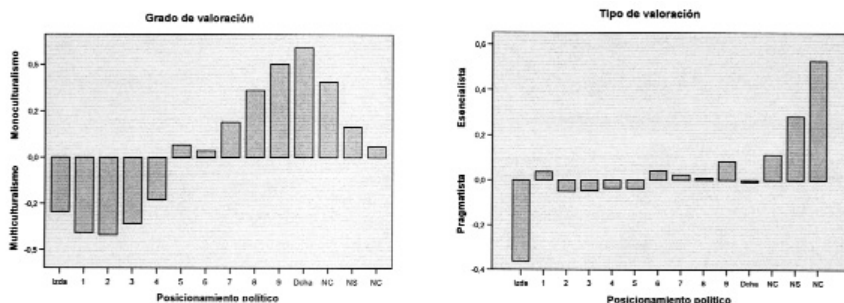 Grado de valoración
Monoculturalismo
Multiculturalismo
0,5
0,2
0,0
-0,2
-0,5
Izda 1 2 3 4 5 6 7 8 9 Dcha NC NS NC
Posicionamiento político
Tipo de valoración
Esencialista
Pragmatista
0,6
0,4
0,2
0,0
-0,2
-0,4
Izda 1 2 3 4 5 6 7 8 9 Dcha NC NS NC
Posicionamiento político